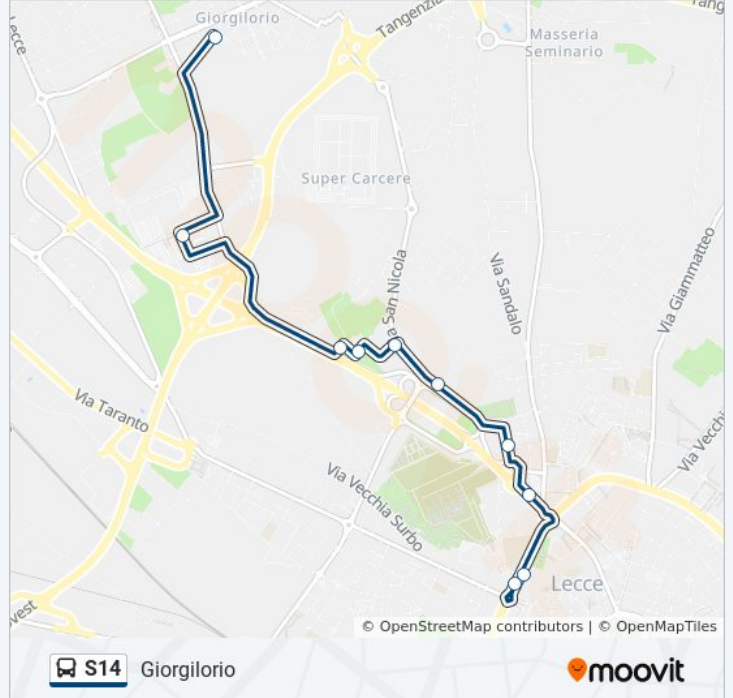 Giorgilorio
Tangenzia
Tang
Masseria
Seminario
Lecce
Super Carcere
San Nicola
Via Sandalo
Via Giammatteo
Via Taranto
Via Vecchia Surbo
Via Vecchi
Lecce
vest
© OpenStreetMap contributors | © OpenMapTiles
S14 Giorgilorio
moovit